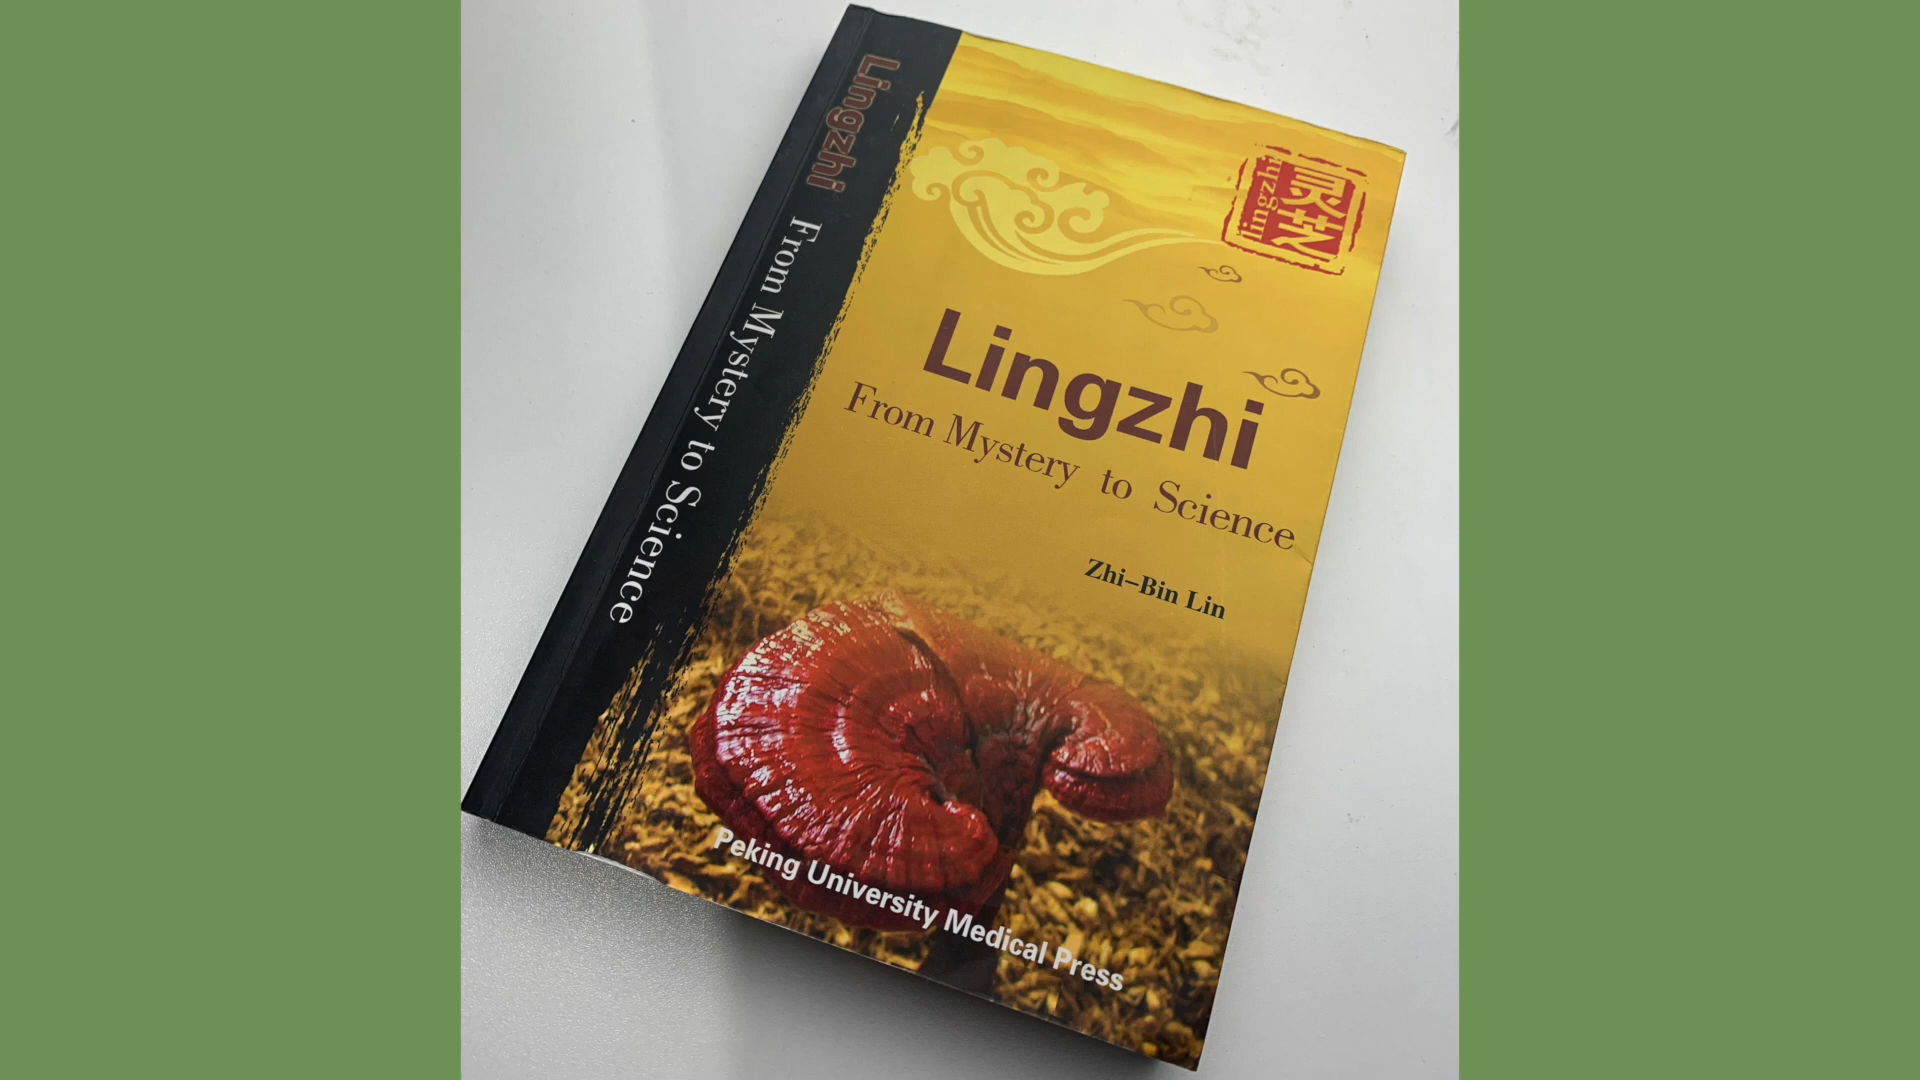 Lingzhi From Mystery to Science
lingzhi
灵芝
Lingzhi
From Mystery to Science
Zhi-Bin Lin
Peking University Medical Press